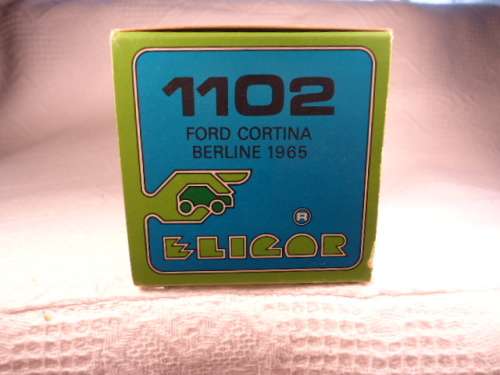 1102
FORD CORTINA
BERLINE 1965
®
ELIGOR